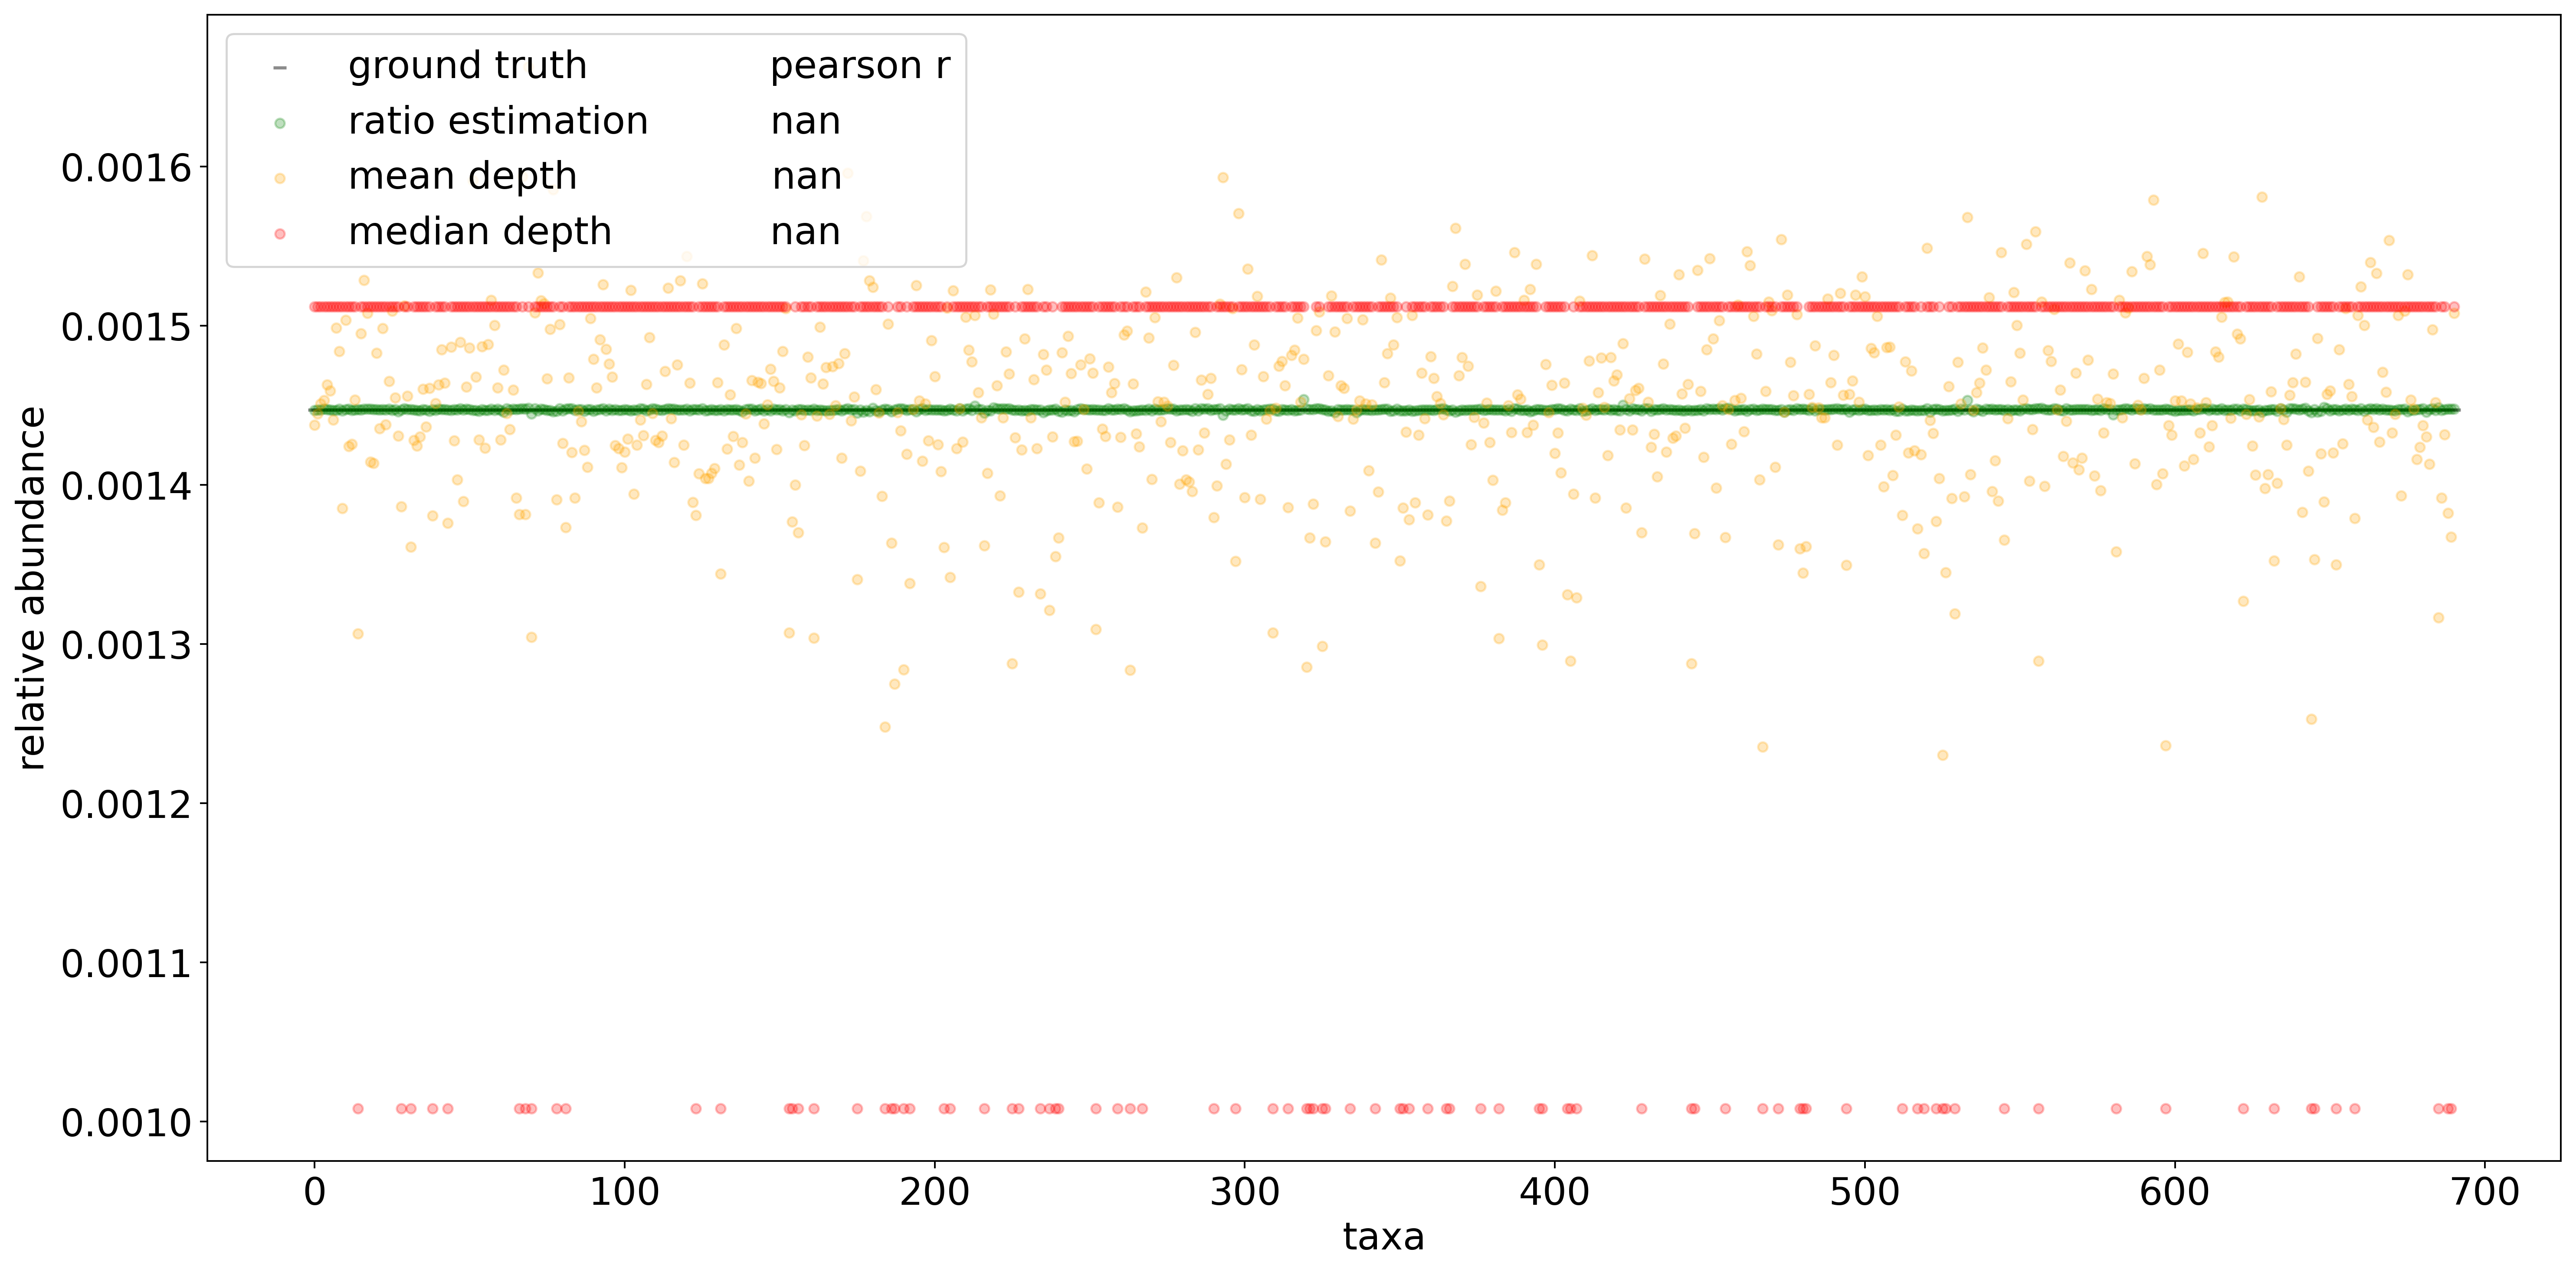 ground truth pearson r
ratio estimation nan
mean depth nan
median depth nan
relative abundance
0.0016
0.0015
0.0014
0.0013
0.0012
0.0011
0.0010
0 100 200 300 400 500 600 700
taxa